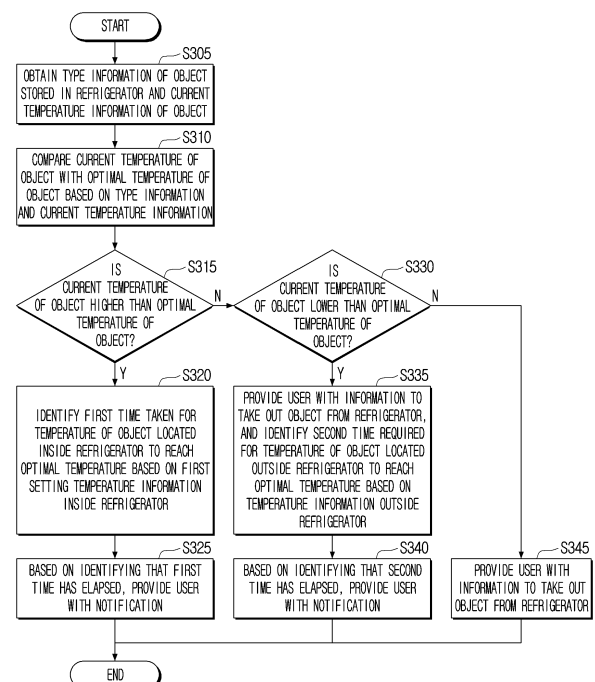 START
S305
OBTAIN TYPE INFORMATION OF OBJECT
STORED IN REFRIGERATOR AND CURRENT
TEMPERATURE INFORMATION OF OBJECT
S310
COMPARE CURRENT TEMPERATURE OF
OBJECT WITH OPTIMAL TEMPERATURE OF
OBJECT BASED ON TYPE INFORMATION
AND CURRENT TEMPERATURE INFORMATION
S315
IS
CURRENT TEMPERATURE
OF OBJECT HIGHER THAN OPTIMAL
TEMPERATURE OF
OBJECT?
N
Y
S330
IS
CURRENT TEMPERATURE
OF OBJECT LOWER THAN OPTIMAL
TEMPERATURE OF
OBJECT?
N
Y
S320
IDENTIFY FIRST TIME TAKEN FOR
TEMPERATURE OF OBJECT LOCATED
INSIDE REFRIGERATOR TO REACH
OPTIMAL TEMPERATURE BASED ON FIRST
SETTING TEMPERATURE INFORMATION
INSIDE REFRIGERATOR
S335
PROVIDE USER WITH INFORMATION TO
TAKE OUT OBJECT FROM REFRIGERATOR,
AND IDENTIFY SECOND TIME REQUIRED
FOR TEMPERATURE OF OBJECT LOCATED
OUTSIDE REFRIGERATOR TO REACH
OPTIMAL TEMPERATURE BASED ON
TEMPERATURE INFORMATION OUTSIDE
REFRIGERATOR
S325
BASED ON IDENTIFYING THAT FIRST
TIME HAS ELAPSED, PROVIDE USER
WITH NOTIFICATION
S340
BASED ON IDENTIFYING THAT SECOND
TIME HAS ELAPSED, PROVIDE USER
WITH NOTIFICATION
S345
PROVIDE USER WITH
INFORMATION TO TAKE OUT
OBJECT FROM REFRIGERATOR
END